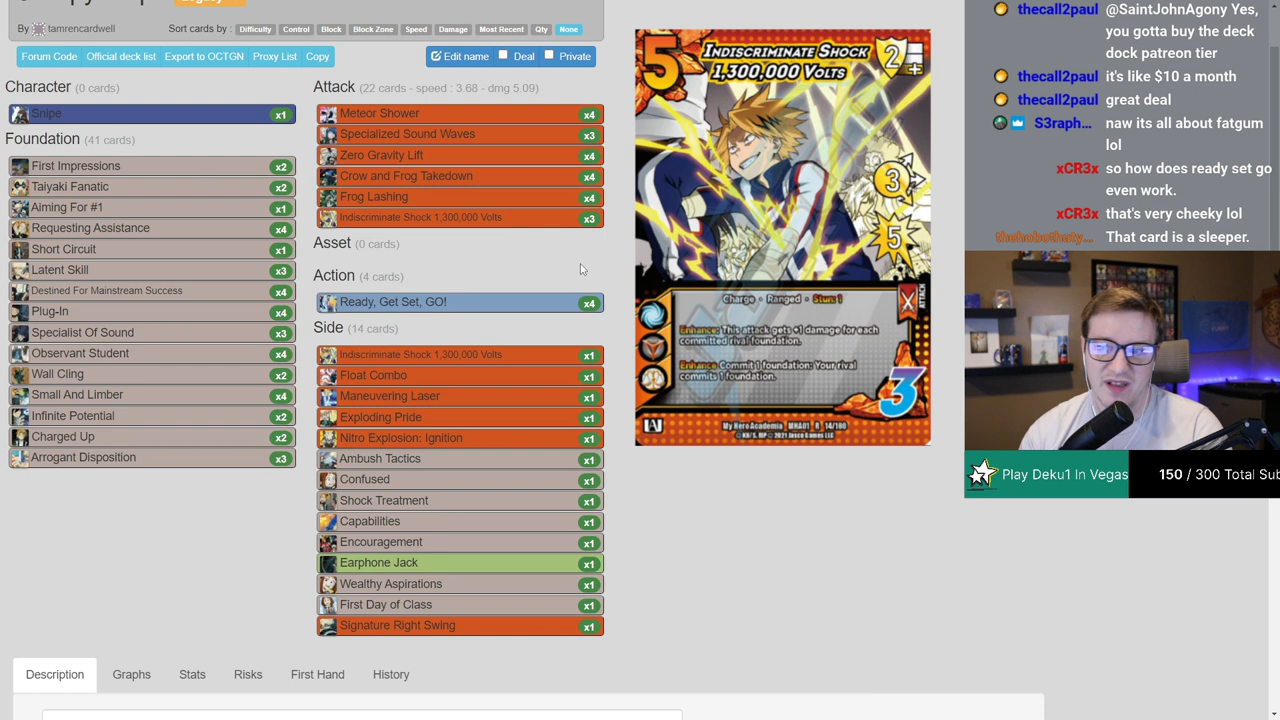 By tamrencardwell
Sort cards by : Difficulty Control Block Block Zone Speed Damage Most Recent Qty None
Forum Code Official deck list Export to OCTGN Proxy List Copy
Edit name Deal Private
Character (0 cards)
Snipe x1
Foundation (41 cards)
First Impressions x2
Taiyaki Fanatic x2
Aiming For #1 x1
Requesting Assistance x4
Short Circuit x1
Latent Skill x3
Destined For Mainstream Success x4
Plug-In x4
Specialist Of Sound x3
Observant Student x4
Wall Cling x2
Small And Limber x4
Infinite Potential x2
Charged Up x2
Arrogant Disposition x3
Attack (22 cards - speed : 3.68 - dmg 5.09)
Meteor Shower x4
Specialized Sound Waves x3
Zero Gravity Lift x4
Crow and Frog Takedown x4
Frog Lashing x4
Indiscriminate Shock 1,300,000 Volts x3
Asset (0 cards)
Action (4 cards)
Ready, Get Set, GO! x4
Side (14 cards)
Indiscriminate Shock 1,300,000 Volts x1
Float Combo x1
Maneuvering Laser x1
Exploding Pride x1
Nitro Explosion: Ignition x1
Ambush Tactics x1
Confused x1
Shock Treatment x1
Capabilities x1
Encouragement x1
Earphone Jack x1
Wealthy Aspirations x1
First Day of Class x1
Signature Right Swing x1
Description Graphs Stats Risks First Hand History
5
Indiscriminate Shock
1,300,000 Volts
2
3
5
Charge - Ranged - Stun: 1
ATTACK
Enhance: This attack gets +1 damage for each
committed rival foundation.
Enhance Commit 1 foundation: Your rival
commits 1 foundation.
3
My Hero Academia MHA01 R 14/180
© 2021 Jasco Games LLC
thecall2paul @SaintJohnAgony Yes,
you gotta buy the deck
dock patreon tier
thecall2paul it's like $10 a month
thecall2paul great deal
S3raph... naw its all about fatgum
lol
xCR3x so how does ready set go
even work.
xCR3x that's very cheeky lol
That card is a sleeper.
Play Deku1 In Vegas
150 / 300 Total Sub